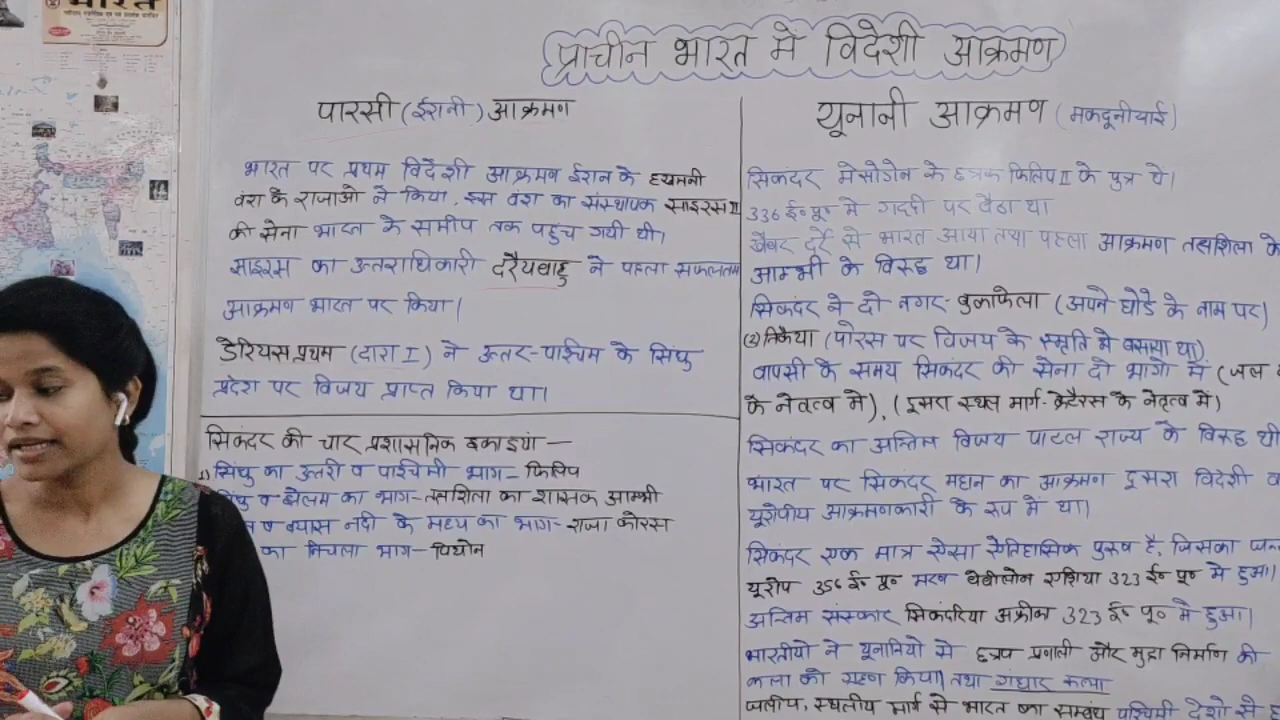 भारत
प्राचीन भारत मे विदेशी आक्रमण
पारसी (ईरानी) आक्रमण
भारत पर प्रथम विदेशी आक्रमण ईरान के हखमनी
वंश के राजाओ ने किया, इस वंश का संस्थापक साइरस II
की सेना भारत के समीप तक पहुंच गयी थी।
साइरस का उत्तराधिकारी दरैयवाहु ने पहला सफलतम
आक्रमण भारत पर किया।
डेरियस प्रथम (दारा I) ने उत्तर-पश्चिम के सिंधु
प्रदेश पर विजय प्राप्त किया था।
सिकंदर की चार प्रशासनिक इकाइयां —
1) सिंधु का उत्तरी व पश्चिमी भाग- फिलिप
व झेलम का भाग- तक्षशिला का शासक आम्भी
व व्यास नदी के मध्य का भाग- राजा कोरस
का निचला भाग- पिथोन
यूनानी आक्रमण (मकदूनीयाई)
सिकंदर मेसोडोन के क्षत्रक फिलिप II के पुत्र थे।
336 ई॰पू॰ मे गद्दी पर बैठा था
खैबर दर्रे से भारत आया तथा पहला आक्रमण तक्षशिला के
आम्भी के विरुद्ध था।
सिकंदर ने दो नगर- बुकाफेला (अपने घोडे के नाम पर)
(2) निकैया (पोरस पर विजय के स्मृति मे बसाया था)
वापसी के समय सिकंदर की सेना दो भागो में (जल
के नेतृत्व मे), (दूसरा स्थल मार्ग- क्रेटैरस के नेतृत्व में)
सिकंदर का अन्तिम विजय पाटल राज्य के विरुद्ध थी
भारत पर सिकंदर महान का आक्रमण दूसरा विदेशी व
यूरोपीय आक्रमणकारी के रूप में था।
सिकंदर एक मात्र ऐसा ऐतिहासिक पुरुष है, जिसका जन्म
यूरोप 356 ई॰ पू॰ मरण बेबीलोन एशिया 323 ई॰ पू॰ मे हुआ।
अन्तिम संस्कार सिकंदरिया अफ्रीका 323 ई॰ पू॰ मे हुआ।
भारतीयो ने यूनानियो से क्षत्रप प्रणाली और मुद्रा निर्माण की
कला को ग्रहण किया। तथा गंधार कला
जलीय, स्थलीय मार्ग से भारत का सम्बंध पश्चिमी देशो से